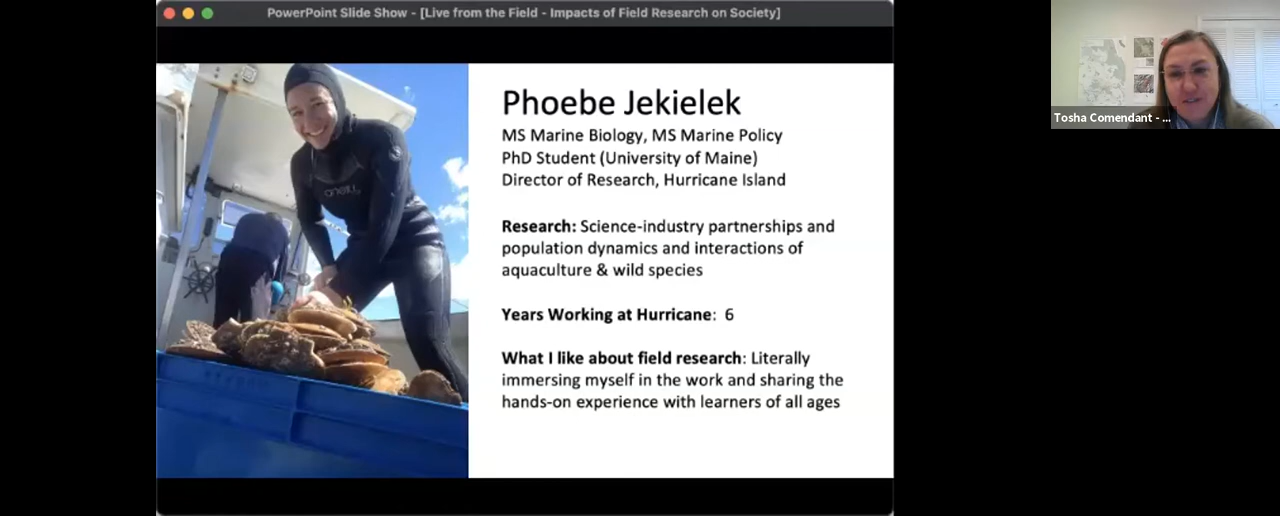 PowerPoint Slide Show - [Live from the Field - Impacts of Field Research on Society]
Phoebe Jekielek
MS Marine Biology, MS Marine Policy
PhD Student (University of Maine)
Director of Research, Hurricane Island
Research: Science-industry partnerships and
population dynamics and interactions of
aquaculture & wild species
Years Working at Hurricane: 6
What I like about field research: Literally
immersing myself in the work and sharing the
hands-on experience with learners of all ages
O'NEILL
Tosha Comendant - ...